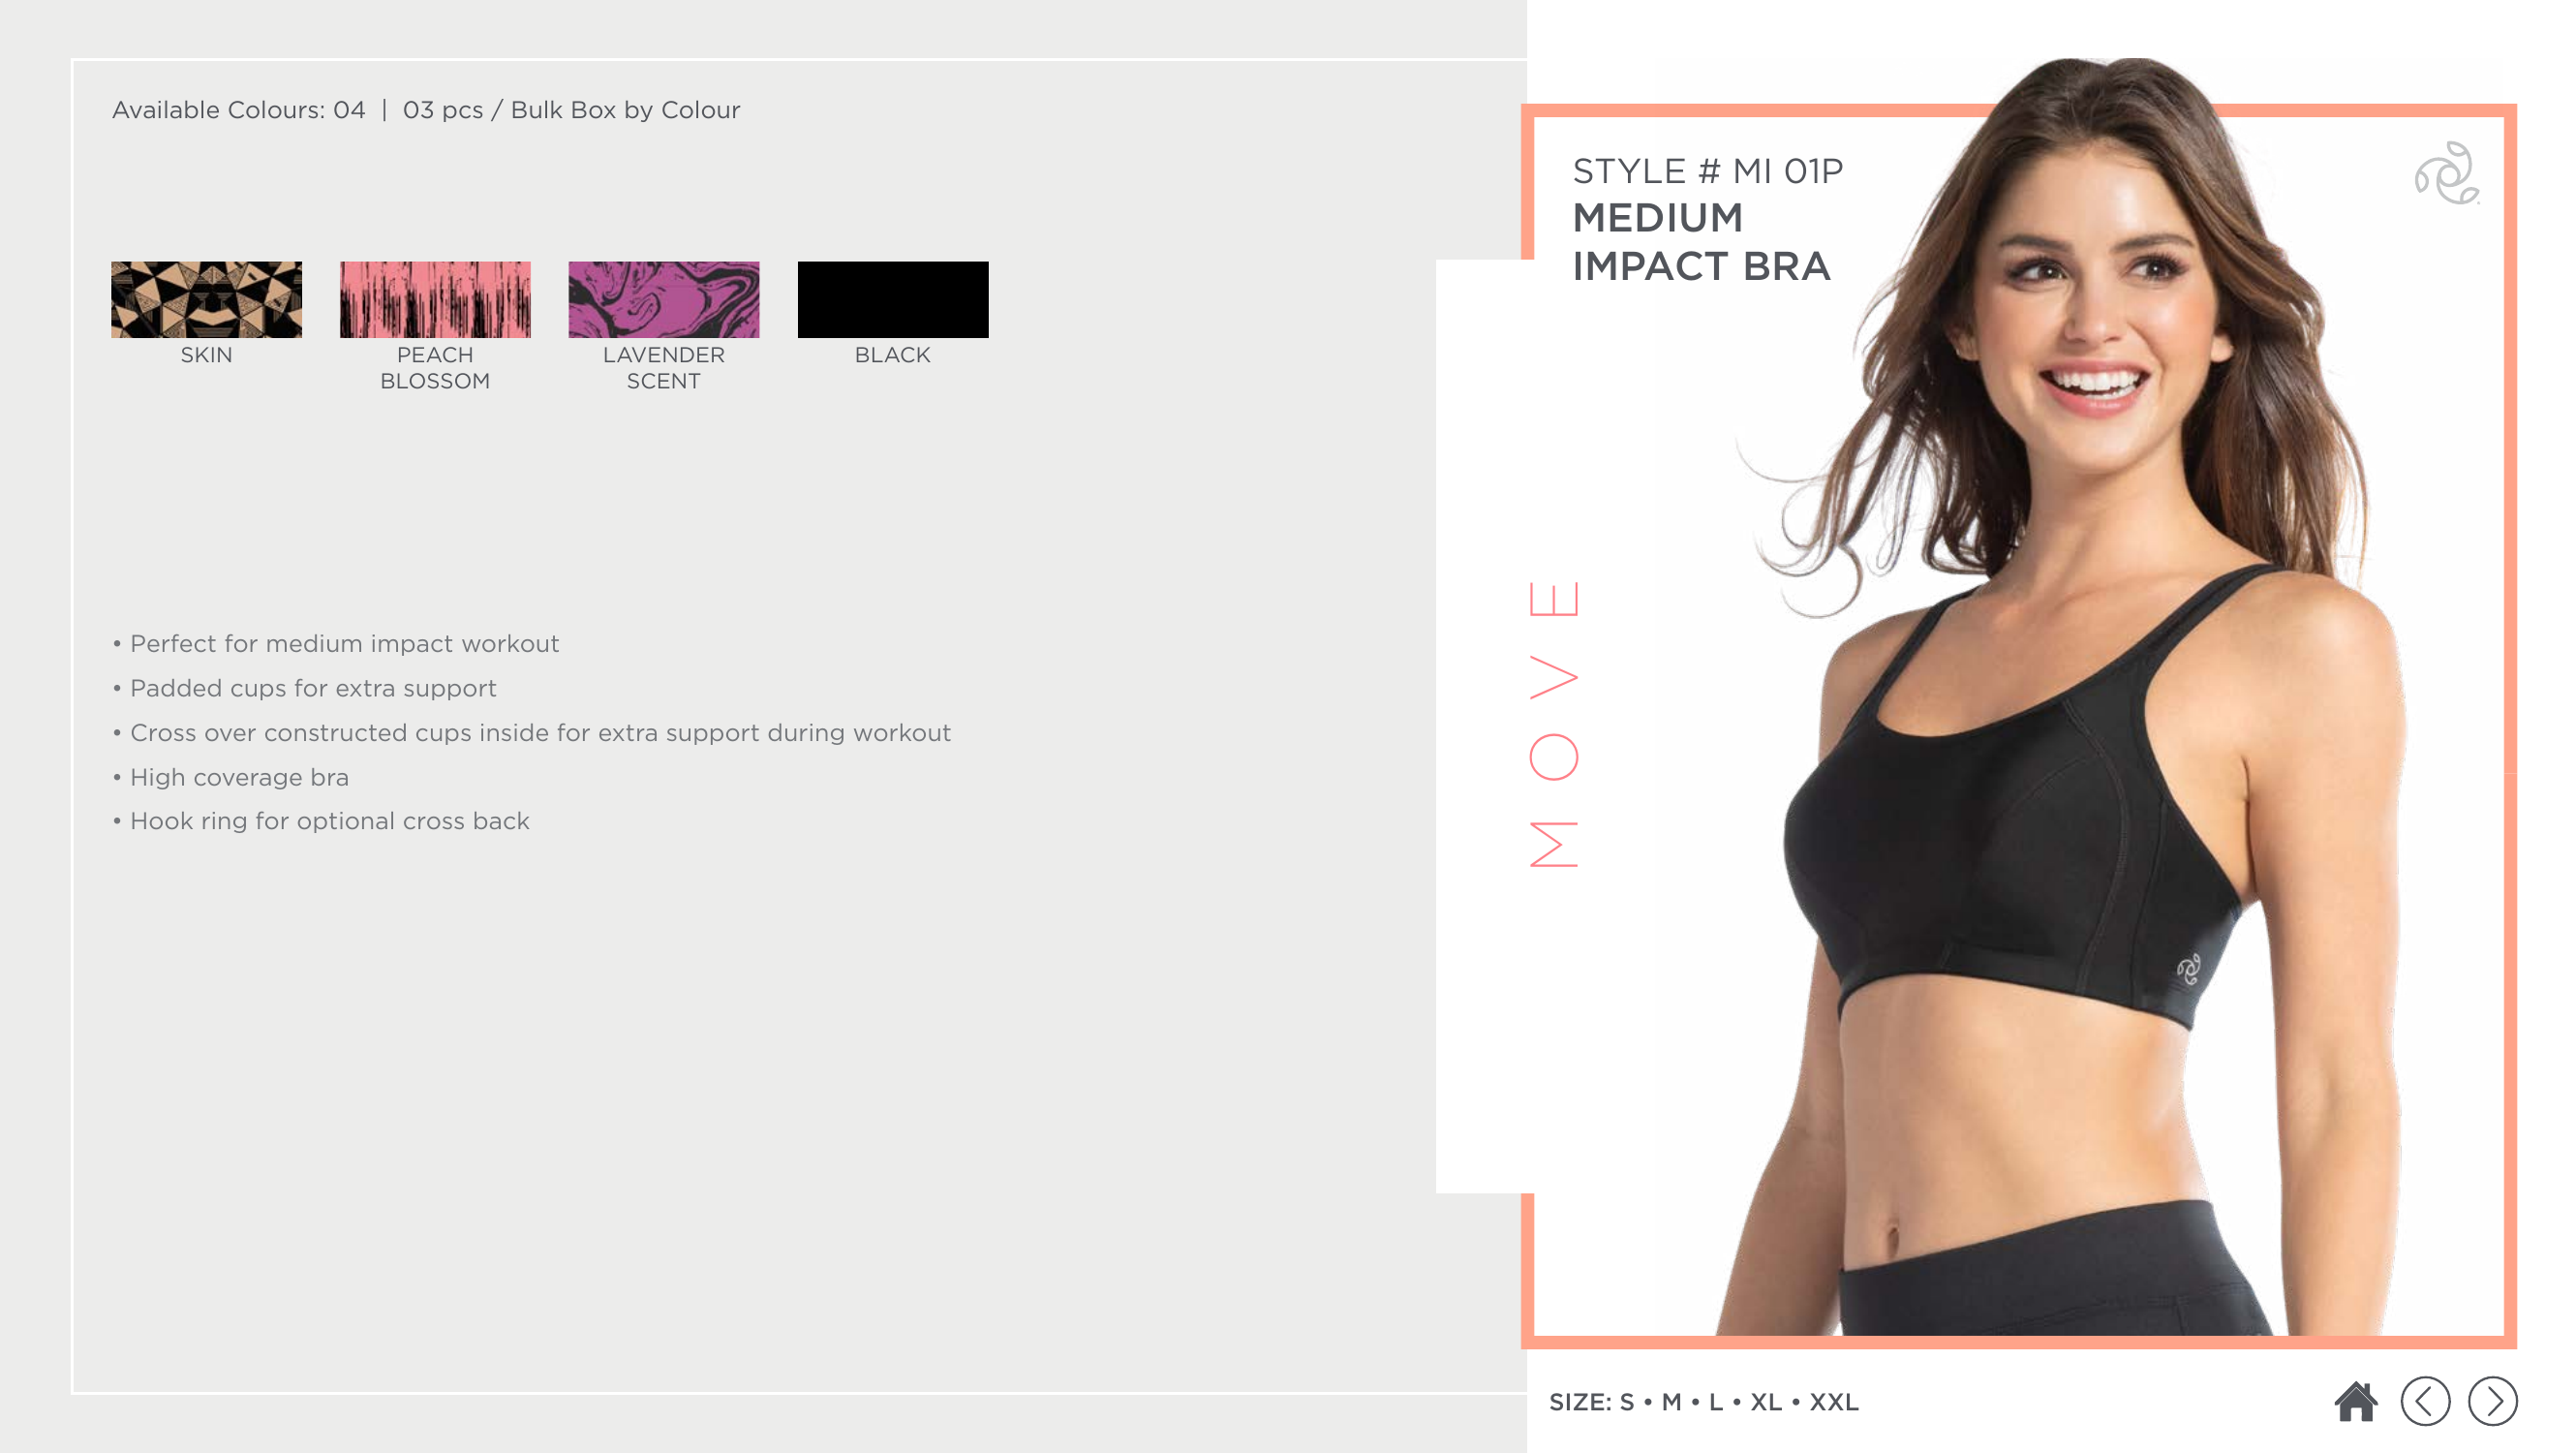 Available Colours: 04 | 03 pcs / Bulk Box by Colour
SKIN
PEACH
BLOSSOM
LAVENDER
SCENT
BLACK
• Perfect for medium impact workout
• Padded cups for extra support
• Cross over constructed cups inside for extra support during workout
• High coverage bra
• Hook ring for optional cross back
STYLE # MI 01P
MEDIUM
IMPACT BRA
MOVE
SIZE: S • M • L • XL • XXL